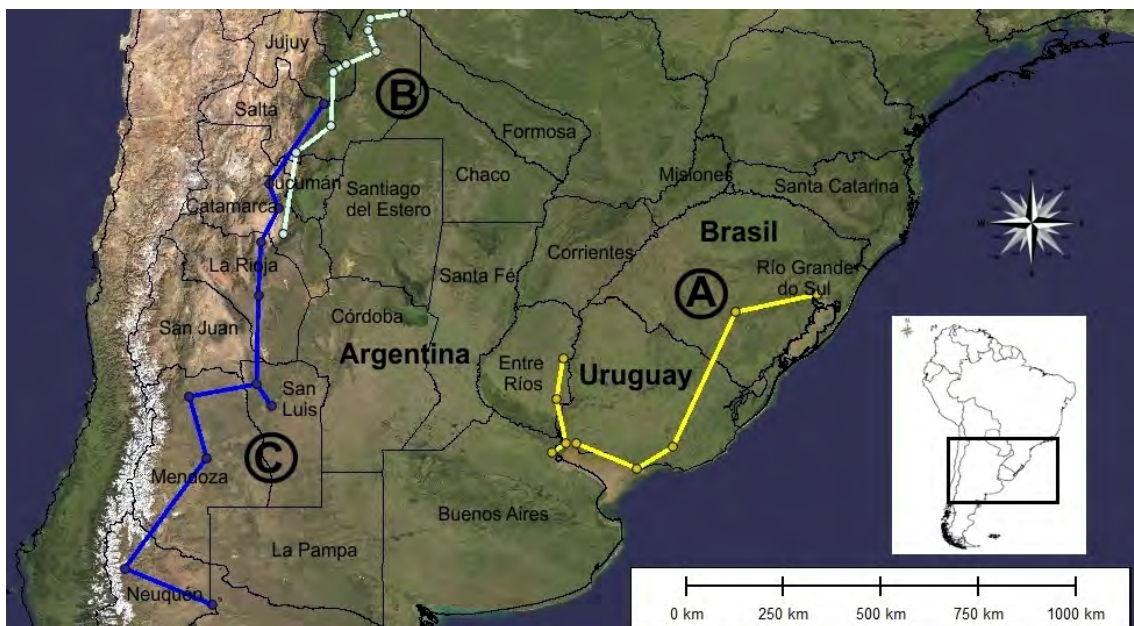 Jujuy
Salta
B
Formosa
Tucumán
Santiago
del Estero
Chaco
Misiones
Santa Catarina
Catamarca
Corrientes
Brasil
La Rioja
Santa Fé
Río Grande
do Sul
A
San Juan
Córdoba
Argentina
Entre
Ríos
Uruguay
San
Luis
C
Mendoza
Buenos Aires
La Pampa
Neuquén
0 km
250 km
500 km
750 km
1000 km